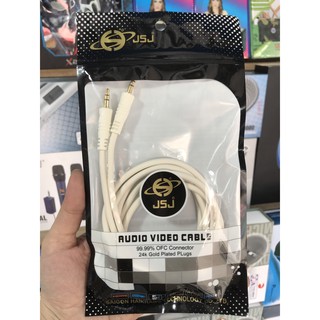 JSJ
JSJ
AUDIO VIDEO CABLE
99.99% OFC Connector
24k Gold Plated PLugs